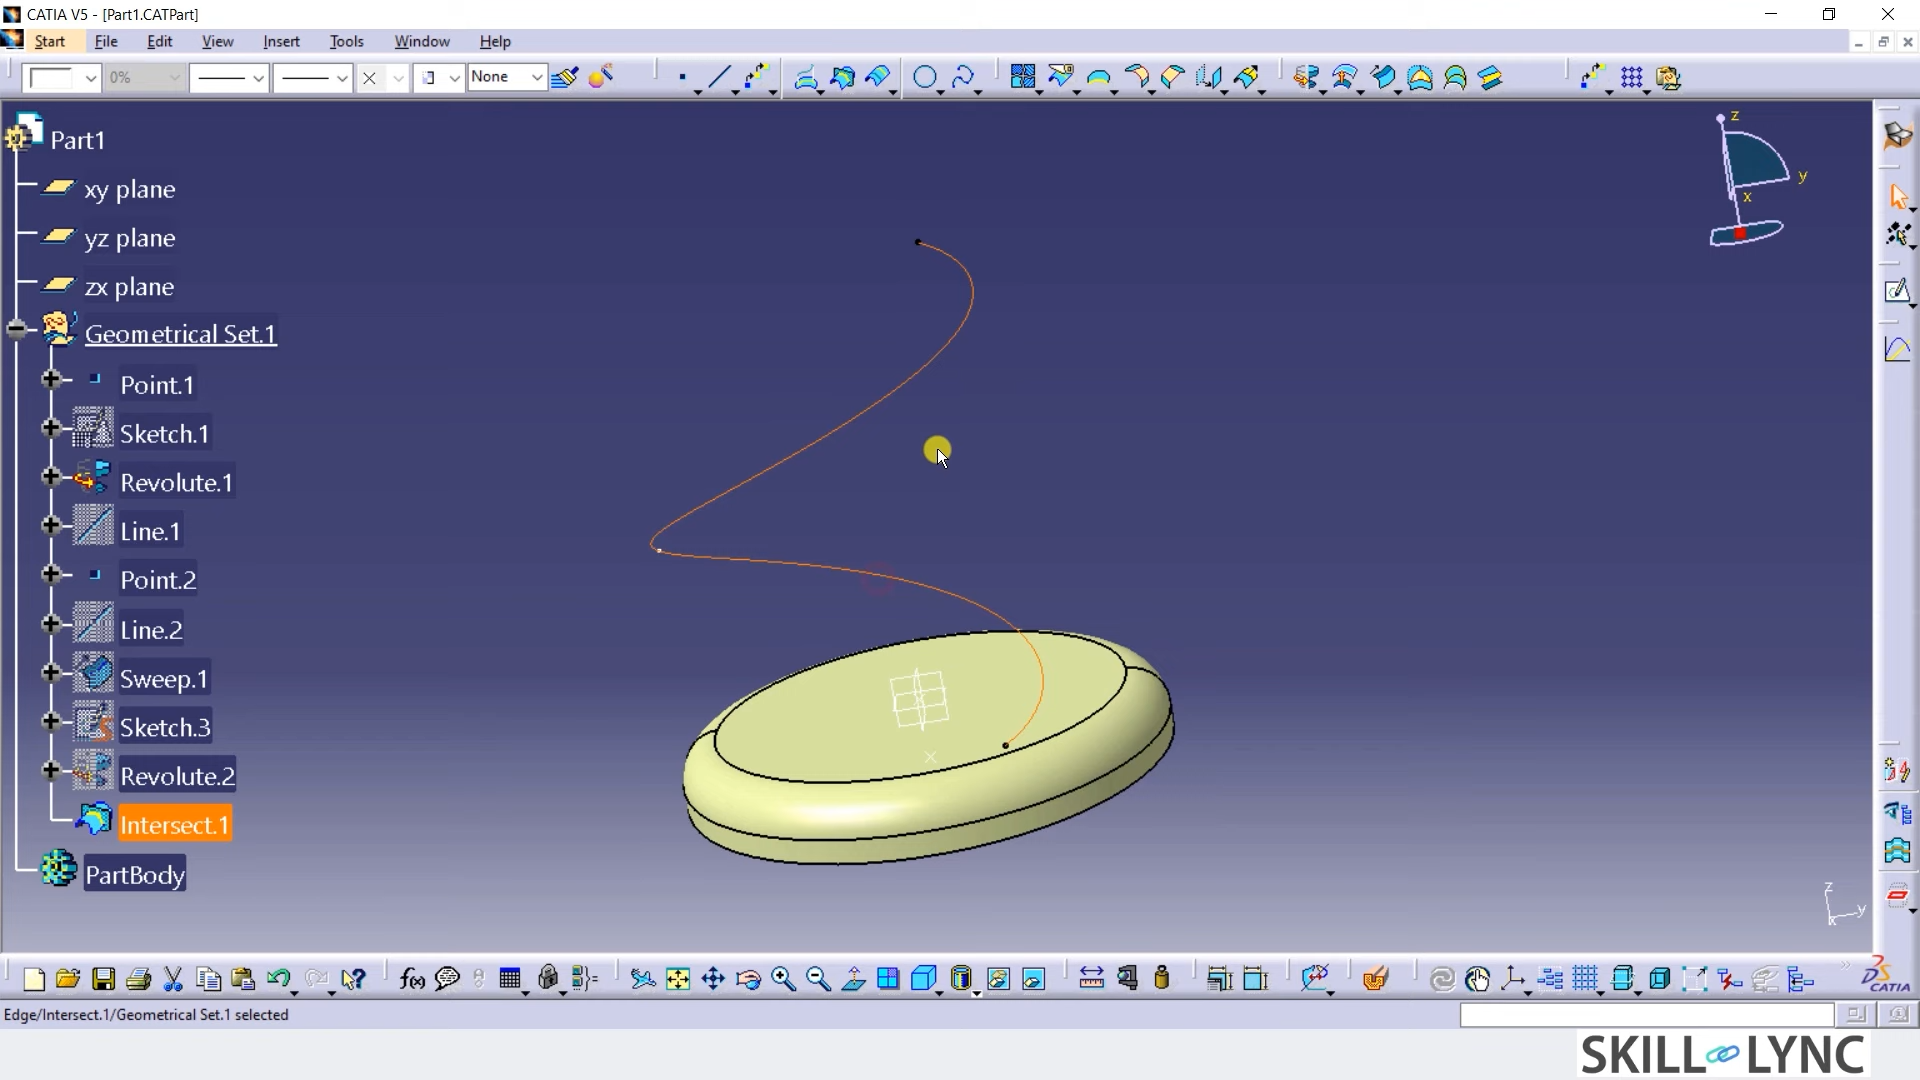 CATIA V5 - [Part1.CATPart]
Start File Edit View Insert Tools Window Help
0% None
Part1
xy plane
yz plane
zx plane
Geometrical Set.1
Point.1
Sketch.1
Revolute.1
Line.1
Point.2
Line.2
Sweep.1
Sketch.3
Revolute.2
Intersect.1
PartBody
z
y
x
z
y
x
f(x)
CATIA
Edge/Intersect.1/Geometrical Set.1 selected
SKILL LYNC